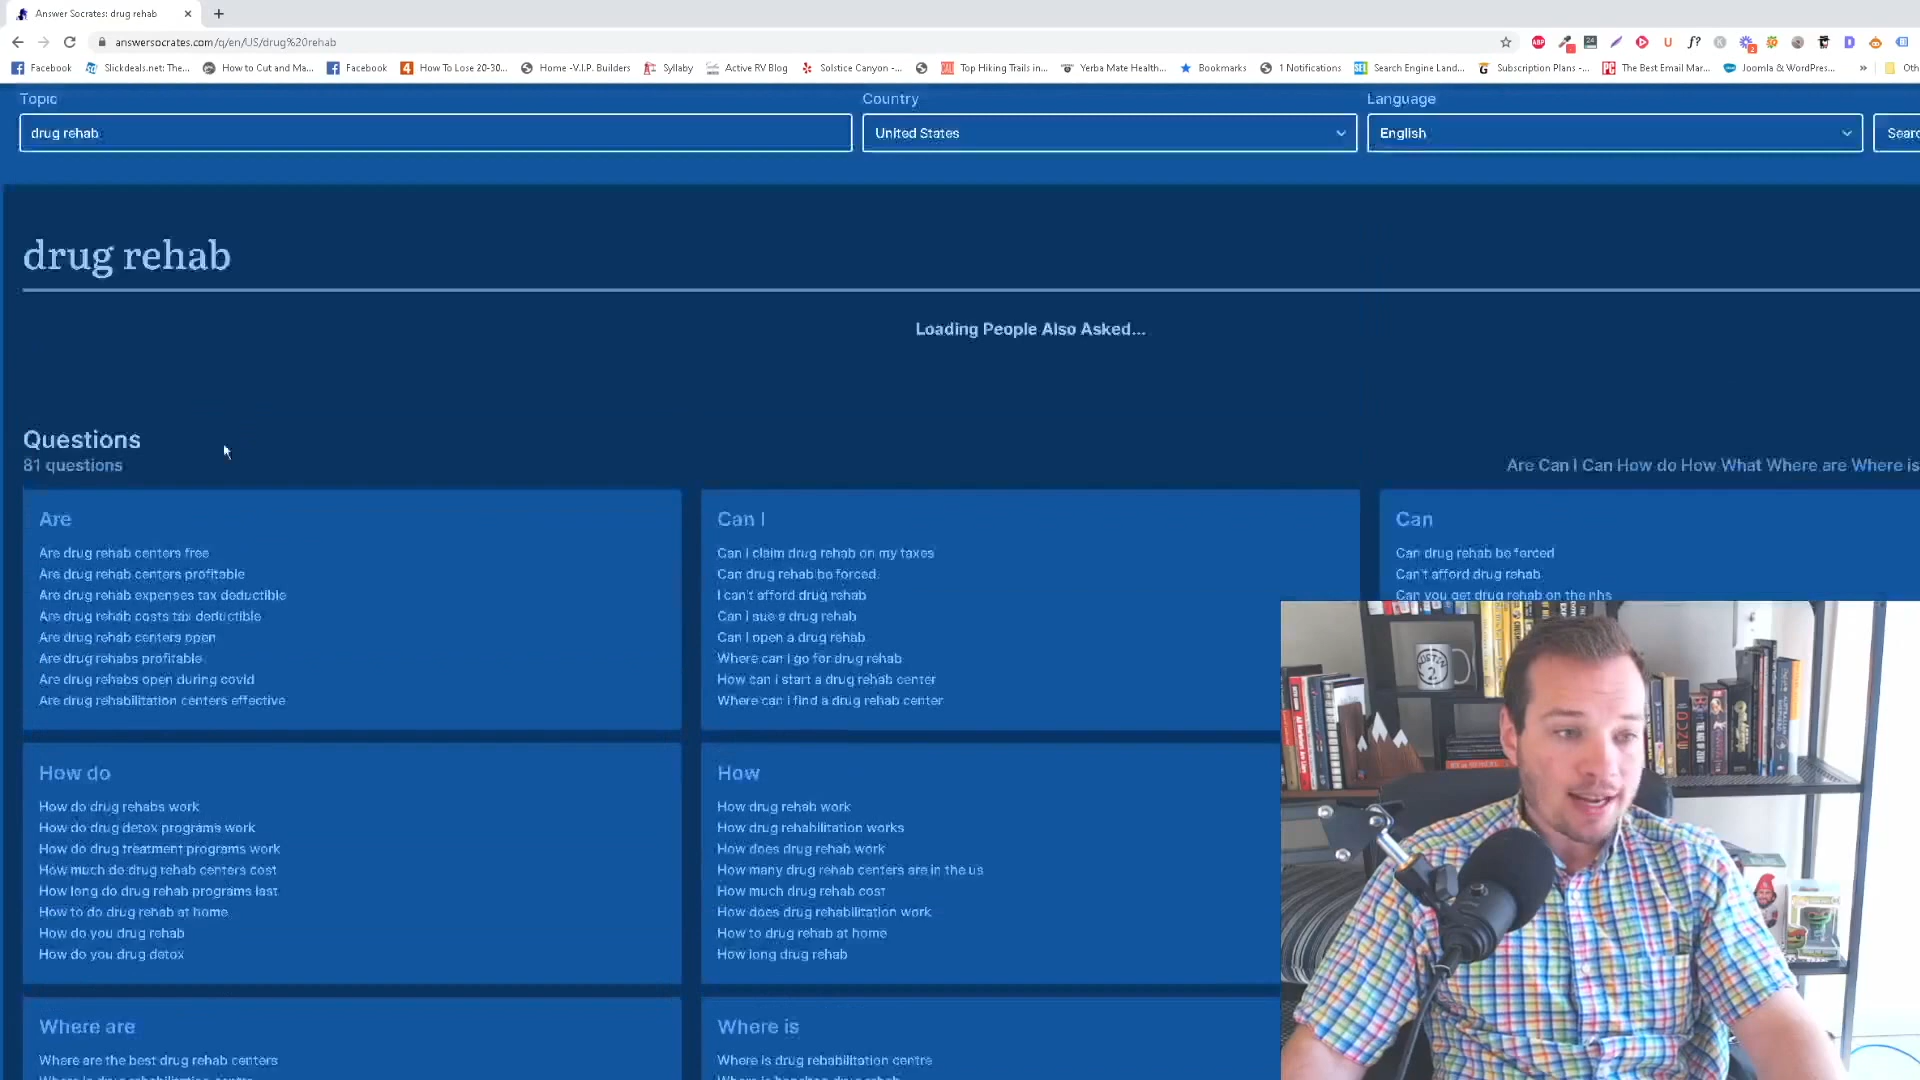 Answer Socrates: drug rehab
answersocrates.com/q/en/US/drug%20rehab
Facebook
Slickdeals.net: The...
How to Cut and Ma...
Facebook
How To Lose 20-30...
Home -V.I.P. Builders
Syllaby
Active RV Blog
Solstice Canyon -...
Top Hiking Trails in...
Yerba Mate Health...
Bookmarks
1 Notifications
Search Engine Land...
Subscription Plans -...
The Best Email Mar...
Joomla & WordPres...
»
Oth
Topic
Country
Language
drug rehab
United States
English
Searc
drug rehab
Loading People Also Asked...
Questions
81 questions
Are Can I Can How do How What Where are Where is
Are
Are drug rehab centers free
Are drug rehab centers profitable
Are drug rehab expenses tax deductible
Are drug rehab costs tax deductible
Are drug rehab centers open
Are drug rehabs profitable
Are drug rehabs open during covid
Are drug rehabilitation centers effective
Can I
Can I claim drug rehab on my taxes
Can drug rehab be forced
I can't afford drug rehab
Can I sue a drug rehab
Can I open a drug rehab
Where can I go for drug rehab
How can i start a drug rehab center
Where can i find a drug rehab center
Can
Can drug rehab be forced
Can't afford drug rehab
Can you get drug rehab on the nhs
How do
How do drug rehabs work
How do drug detox programs work
How do drug treatment programs work
How much do drug rehab centers cost
How long do drug rehab programs last
How to do drug rehab at home
How do you drug rehab
How do you drug detox
How
How drug rehab work
How drug rehabilitation works
How does drug rehab work
How many drug rehab centers are in the us
How much drug rehab cost
How does drug rehabilitation work
How to drug rehab at home
How long drug rehab
Where are
Where are the best drug rehab centers
Where is
Where is drug rehabilitation centre